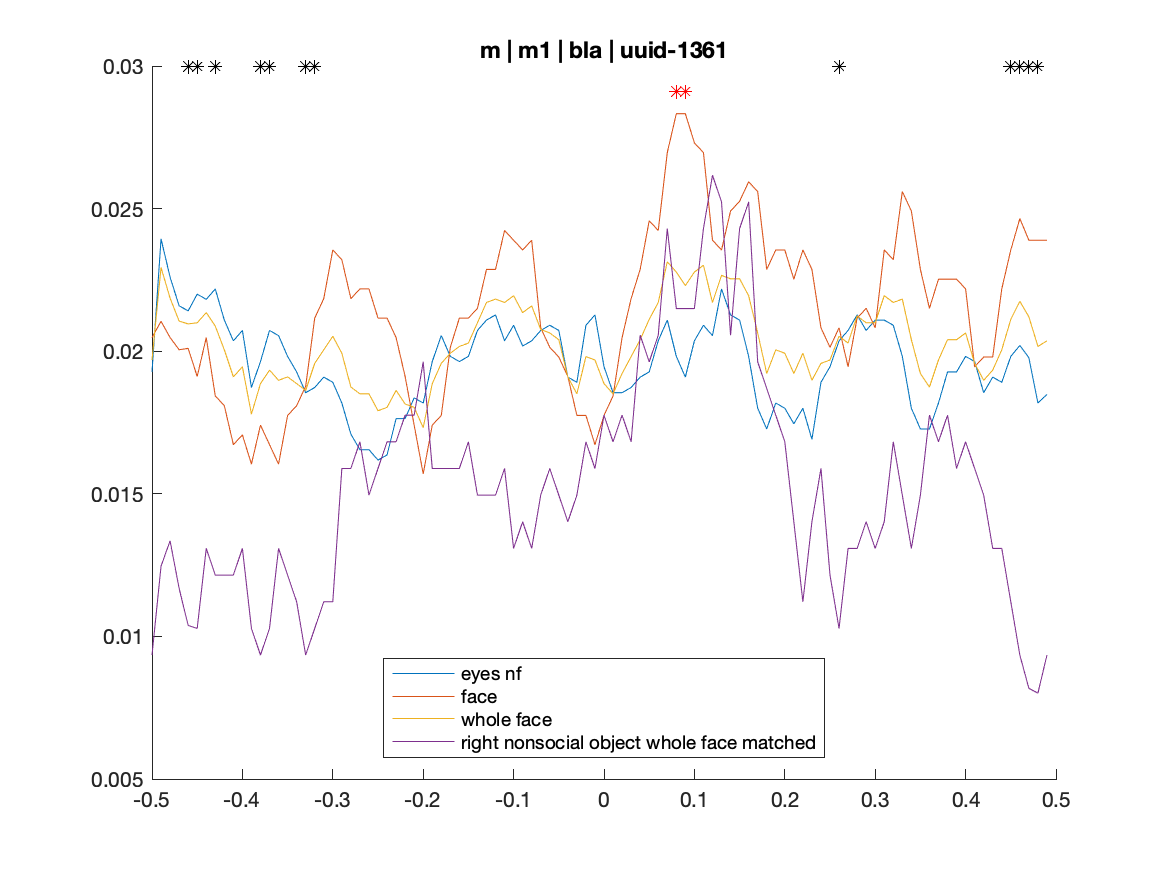 m | m1 | bla | uuid-1361
0.03
0.025
0.02
0.015
0.01
0.005
eyes nf
face
whole face
right nonsocial object whole face matched
-0.5 -0.4 -0.3 -0.2 -0.1 0 0.1 0.2 0.3 0.4 0.5